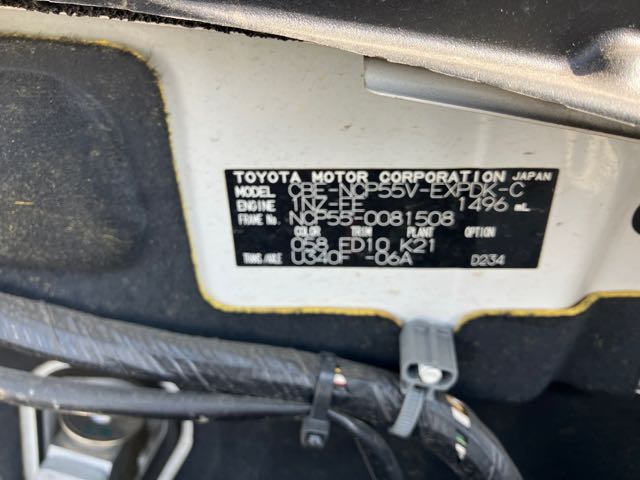 TOYOTA MOTOR CORPORATION JAPAN
MODEL CBE-NCP55V-EXPDK-C
ENGINE 1NZ-FE 1496 mL
FRAME No. NCP55-0081508
COLOR TRIM PLANT OPTION
058 ED10 K21
TRANS/AXLE U340F -06A D234